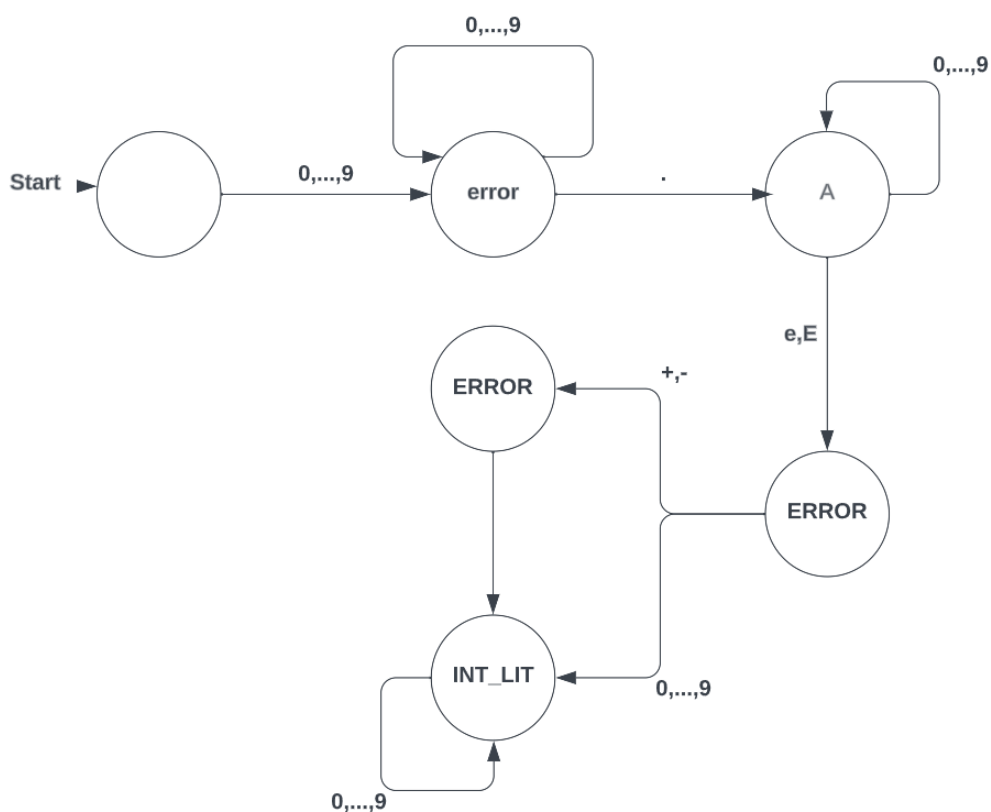 0,...,9
0,...,9
Start
0,...,9
error
.
A
e,E
+,-
ERROR
ERROR
INT_LIT
0,...,9
0,...,9